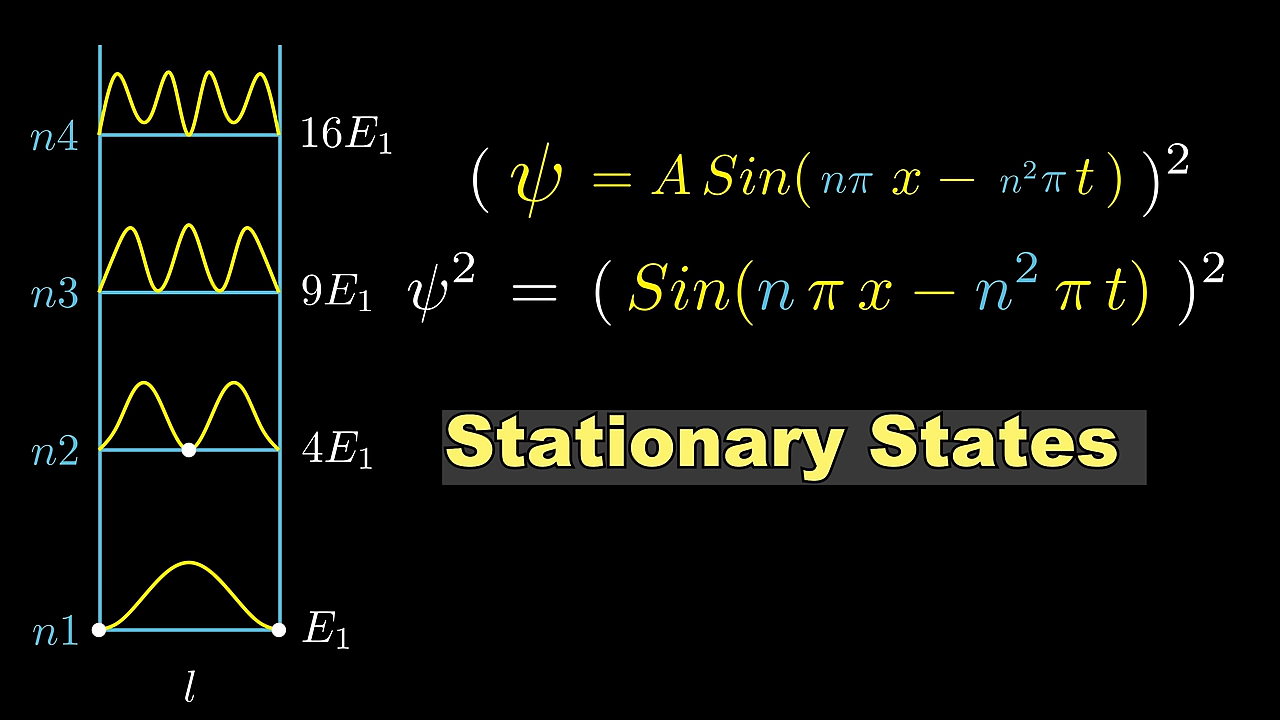 n4 16E₁
( ψ = A Sin( nπ x − n²π t ) )²
n3 9E₁
ψ² = ( Sin(n π x − n² π t) )²
n2 4E₁
Stationary States
n1 E₁
l